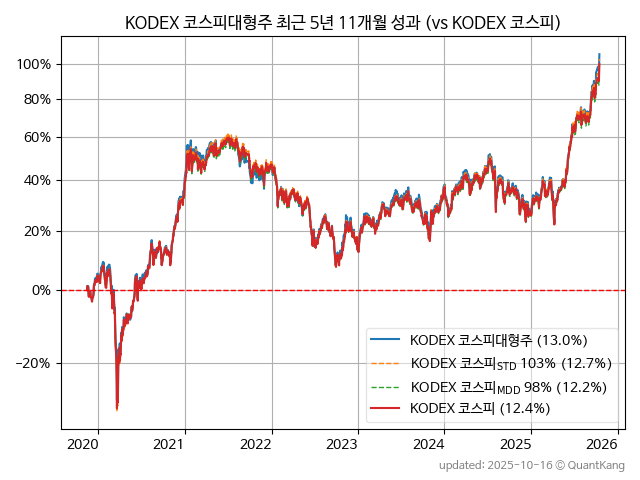 KODEX 코스피대형주 최근 5년 11개월 성과 (vs KODEX 코스피)
100%
80%
60%
40%
20%
0%
−20%
KODEX 코스피대형주 (13.0%)
KODEX 코스피STD 103% (12.7%)
KODEX 코스피MDD 98% (12.2%)
KODEX 코스피 (12.4%)
2020 2021 2022 2023 2024 2025 2026
updated: 2025-10-16 © QuantKang